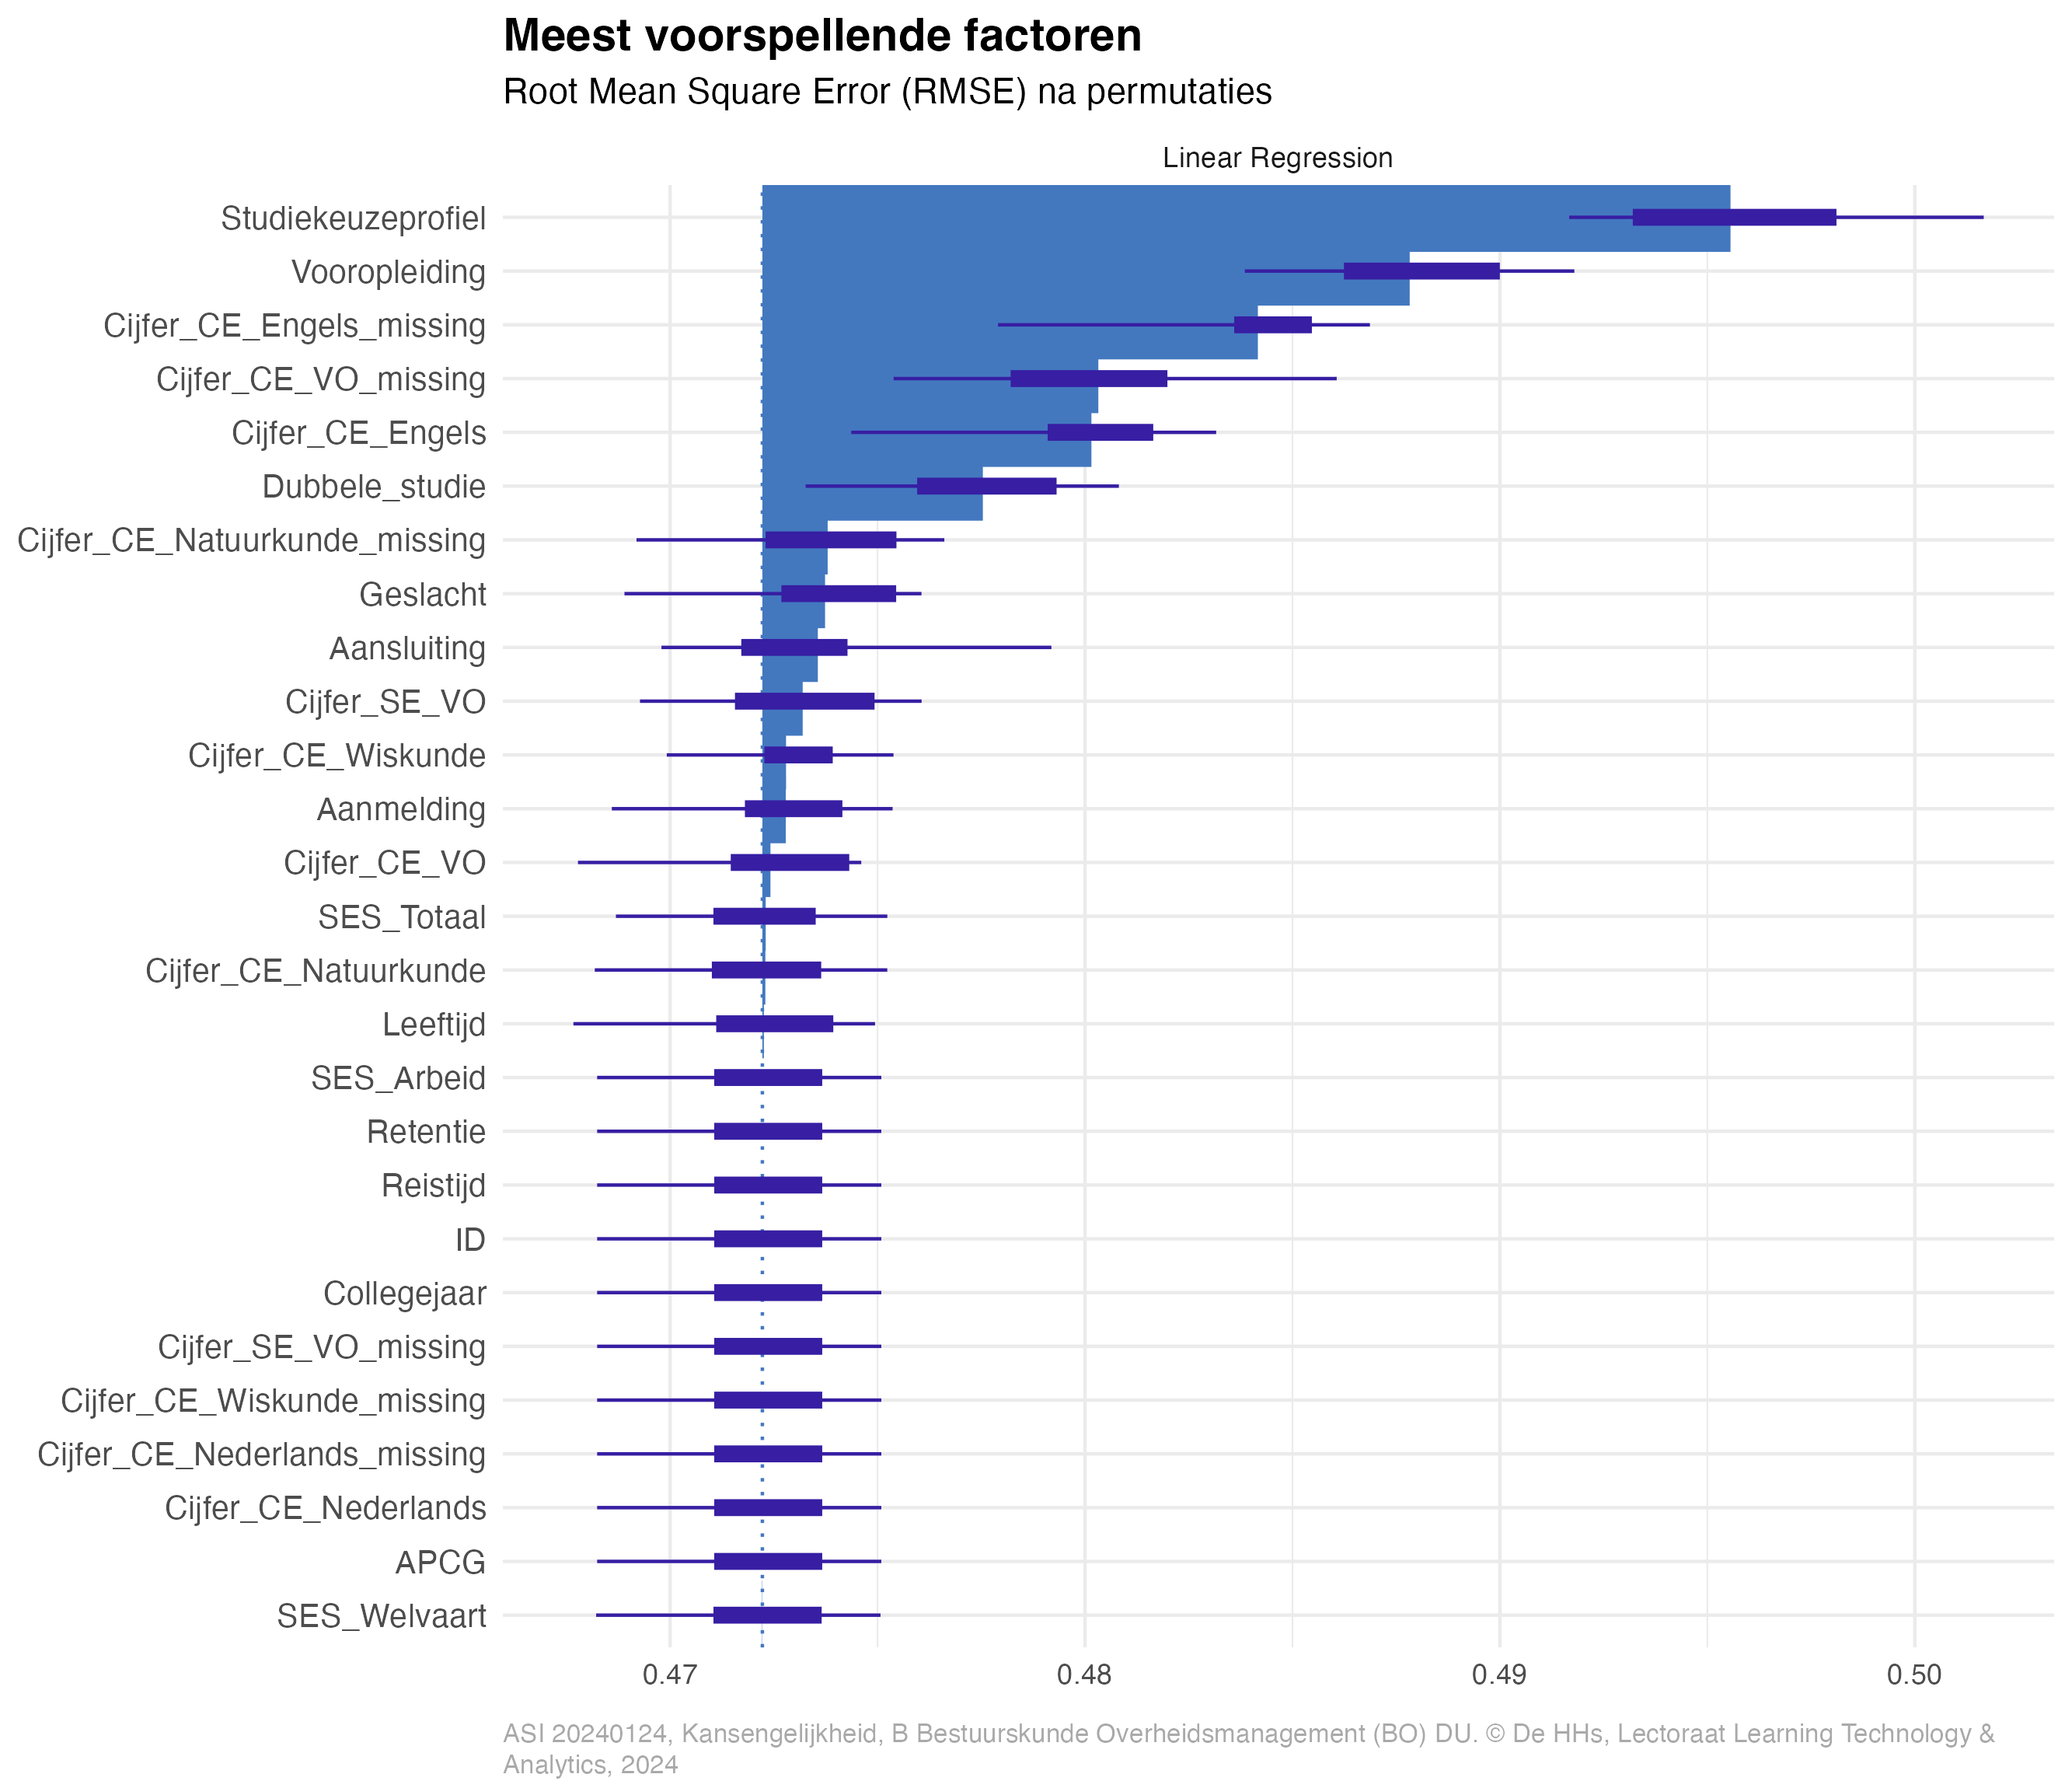 Meest voorspellende factoren
Root Mean Square Error (RMSE) na permutaties
Linear Regression
Studiekeuzeprofiel
Vooropleiding
Cijfer_CE_Engels_missing
Cijfer_CE_VO_missing
Cijfer_CE_Engels
Dubbele_studie
Cijfer_CE_Natuurkunde_missing
Geslacht
Aansluiting
Cijfer_SE_VO
Cijfer_CE_Wiskunde
Aanmelding
Cijfer_CE_VO
SES_Totaal
Cijfer_CE_Natuurkunde
Leeftijd
SES_Arbeid
Retentie
Reistijd
ID
Collegejaar
Cijfer_SE_VO_missing
Cijfer_CE_Wiskunde_missing
Cijfer_CE_Nederlands_missing
Cijfer_CE_Nederlands
APCG
SES_Welvaart
0.47 0.48 0.49 0.50
ASI 20240124, Kansengelijkheid, B Bestuurskunde Overheidsmanagement (BO) DU. © De HHs, Lectoraat Learning Technology &
Analytics, 2024